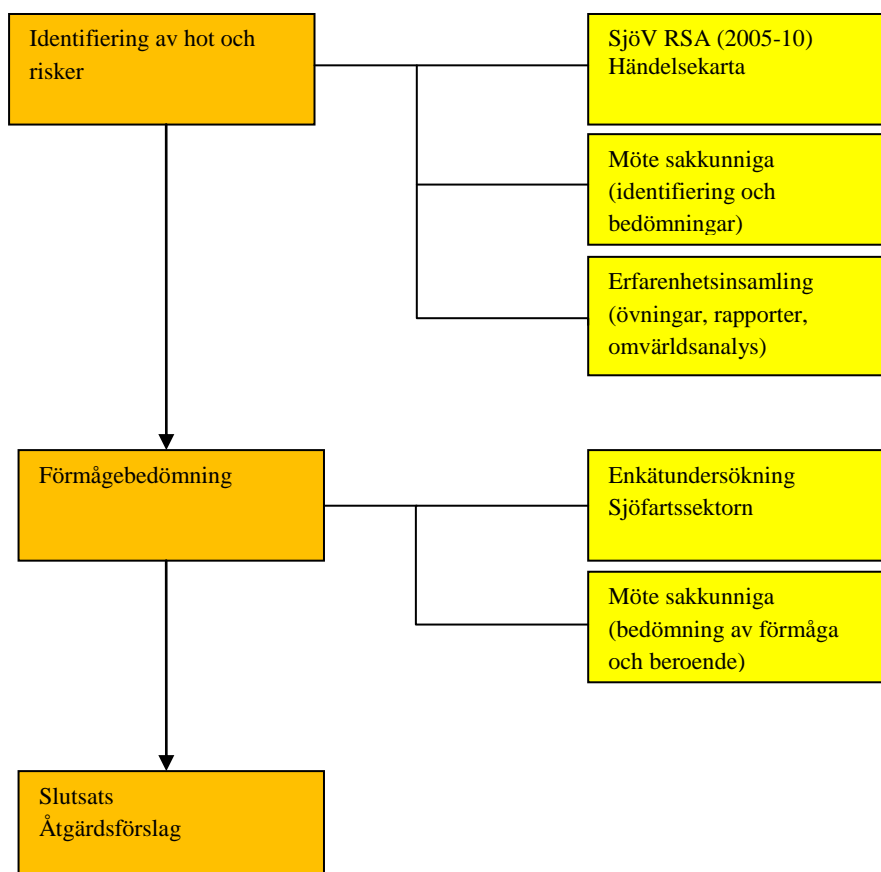 Identifiering av hot och
risker
SjöV RSA (2005-10)
Händelsekarta
Möte sakkunniga
(identifiering och
bedömningar)
Erfarenhetsinsamling
(övningar, rapporter,
omvärldsanalys)
Förmågebedömning
Enkätundersökning
Sjöfartssektorn
Möte sakkunniga
(bedömning av förmåga
och beroende)
Slutsats
Åtgärdsförslag